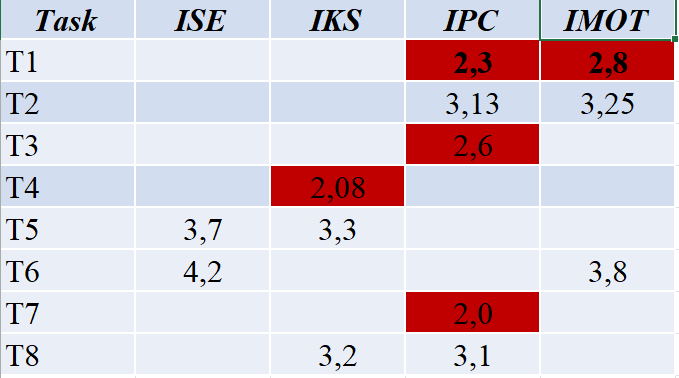 Task ISE IKS IPC IMOT
T1 2,3 2,8
T2 3,13 3,25
T3 2,6
T4 2,08
T5 3,7 3,3
T6 4,2 3,8
T7 2,0
T8 3,2 3,1